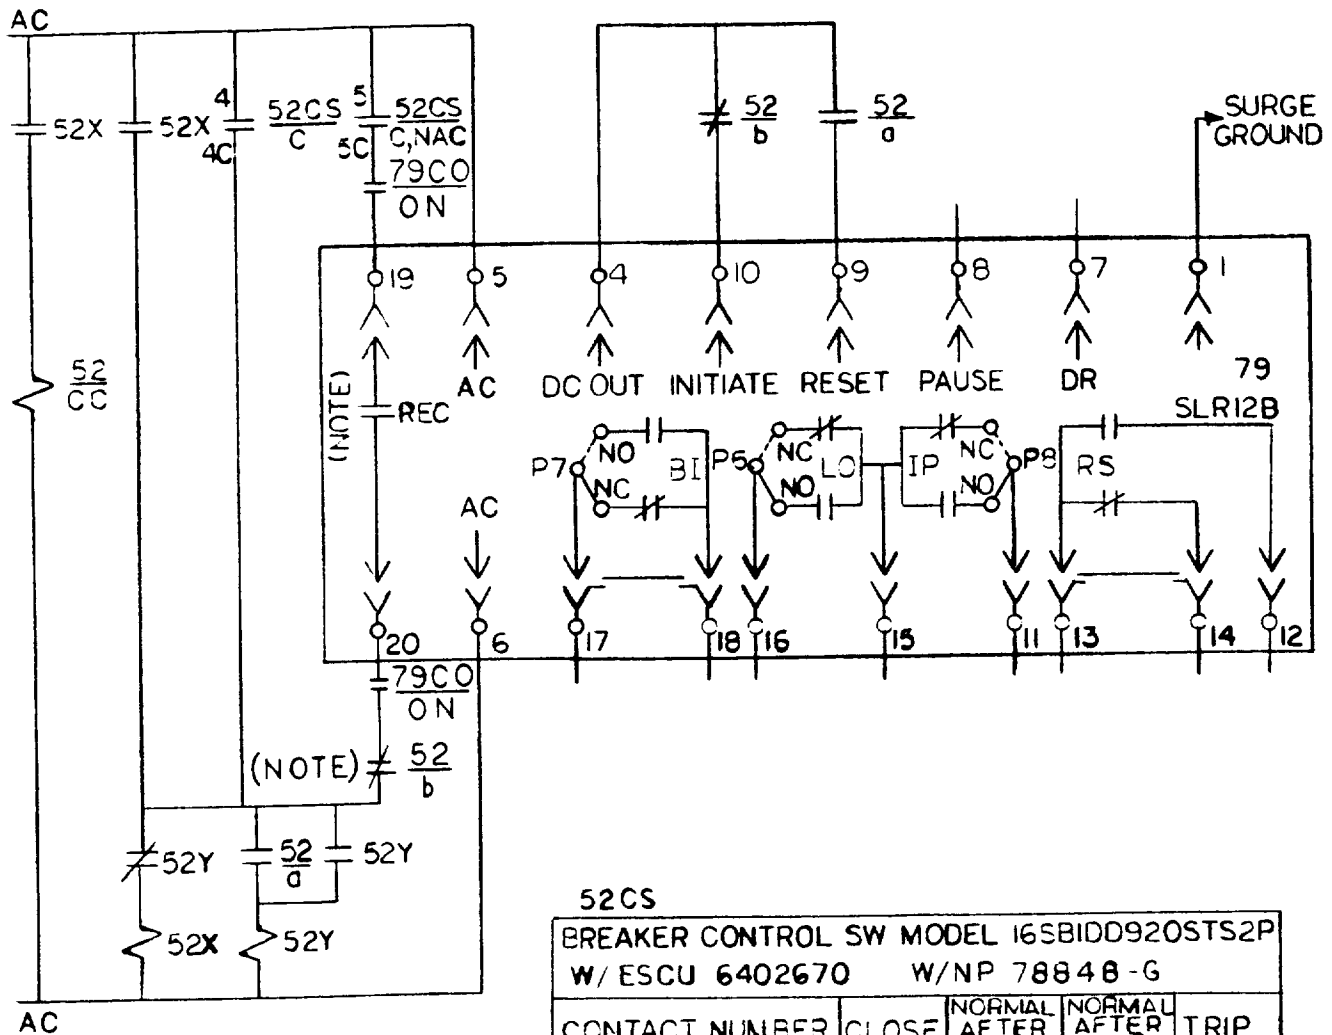 AC
52X
52X
4
4C
52CS
C
5
5C
52CS
C,NAC
79CO
ON
52
b
52
a
SURGE
GROUND
52
CC
19
5
4
10
9
8
7
1
(NOTE)
REC
AC
DC OUT
INITIATE
RESET
PAUSE
DR
79
SLR12B
P7
NO
NC
BI
P6
NC
NO
LO
IP
NC
NO
P8
RS
AC
20
6
17
18
16
15
11
13
14
12
79CO
ON
(NOTE)
52
b
52Y
52
a
52Y
52X
52Y
AC
52CS
BREAKER CONTROL SW MODEL 16SB1DD920STS2P
W/ESCU 6402670 W/NP 78848-G
CONTACT NUMBER
CLOSE
NORMAL
AFTER
NORMAL
AFTER
TRIP